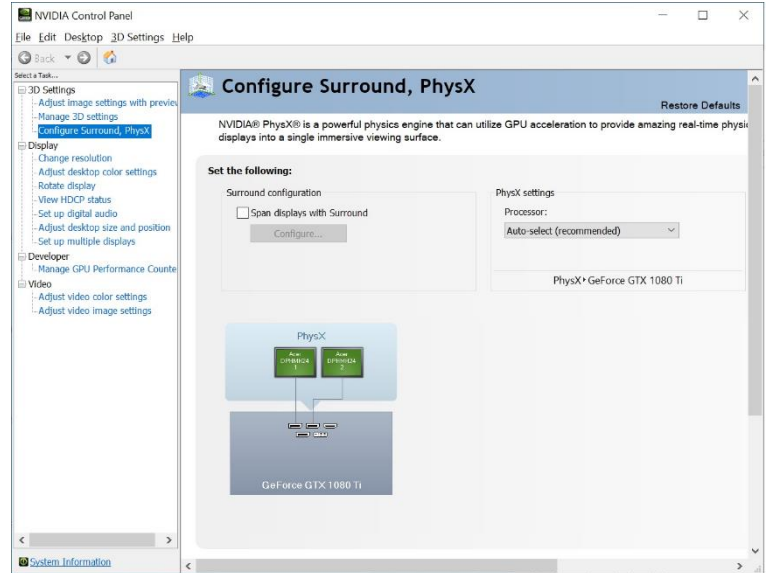 NVIDIA Control Panel
File Edit Desktop 3D Settings Help
Back
Select a Task...
3D Settings
Adjust image settings with preview
Manage 3D settings
Configure Surround, PhysX
Display
Change resolution
Adjust desktop color settings
Rotate display
View HDCP status
Set up digital audio
Adjust desktop size and position
Set up multiple displays
Developer
Manage GPU Performance Counte
Video
Adjust video color settings
Adjust video image settings
System Information
Configure Surround, PhysX
Restore Defaults
NVIDIA® PhysX® is a powerful physics engine that can utilize GPU acceleration to provide amazing real-time physi
displays into a single immersive viewing surface.
Set the following:
Surround configuration
Span displays with Surround
Configure...
PhysX settings
Processor:
Auto-select (recommended)
PhysX GeForce GTX 1080 Ti
PhysX
Acer
1
Acer
2
GeForce GTX 1080 Ti